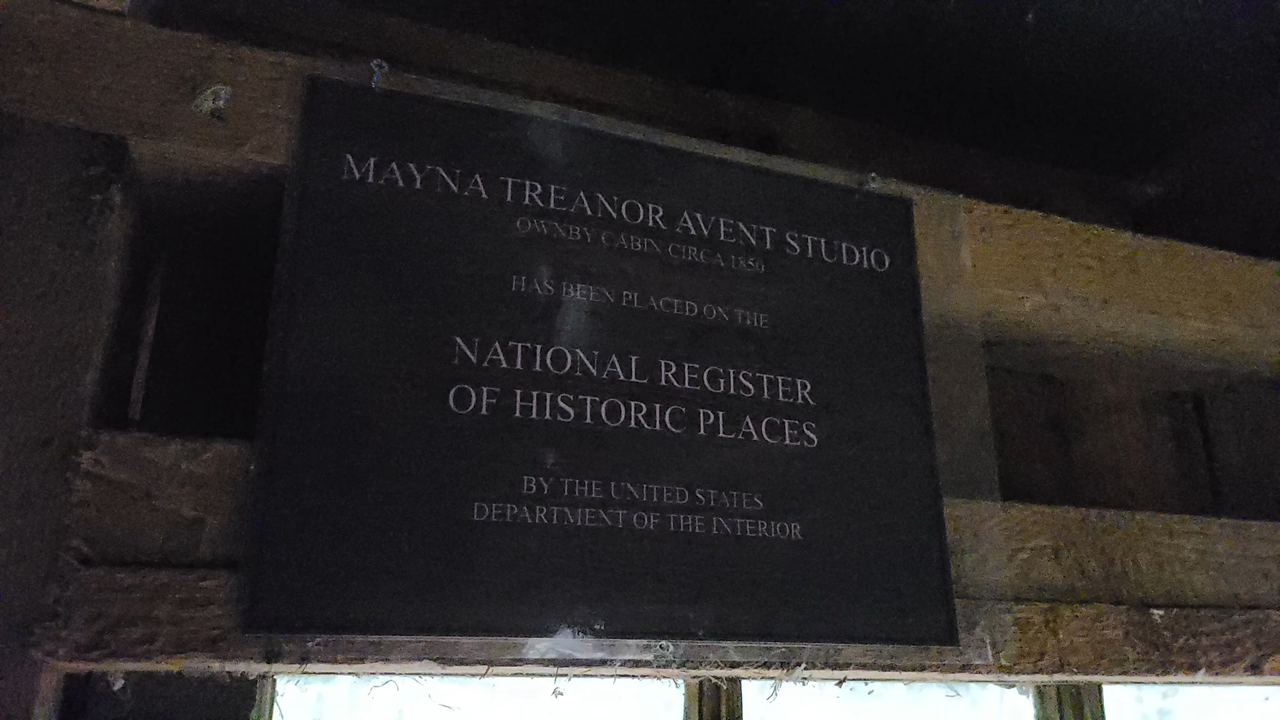 MAYNA TREANOR AVENT STUDIO
OWNBY CABIN CIRCA 1850
HAS BEEN PLACED ON THE
NATIONAL REGISTER
OF HISTORIC PLACES
BY THE UNITED STATES
DEPARTMENT OF THE INTERIOR